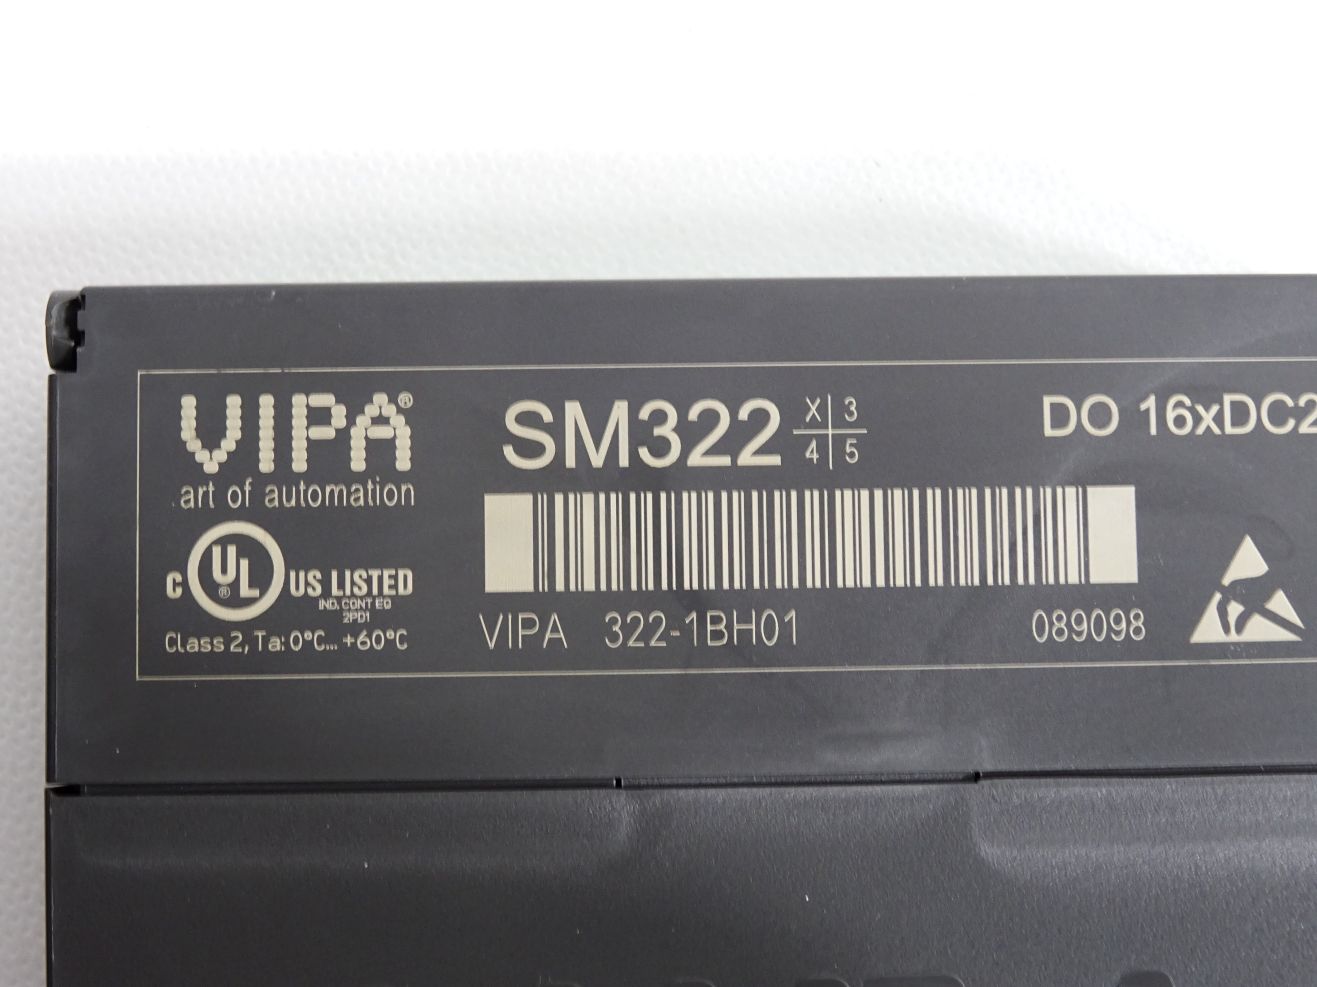 VIPA®
art of automation
SM322
X 3
4 5
DO 16xDC2
C UL® US LISTED
IND. CONT EQ
2PD1
Class 2, Ta: 0°C... +60°C
VIPA 322-1BH01 089098